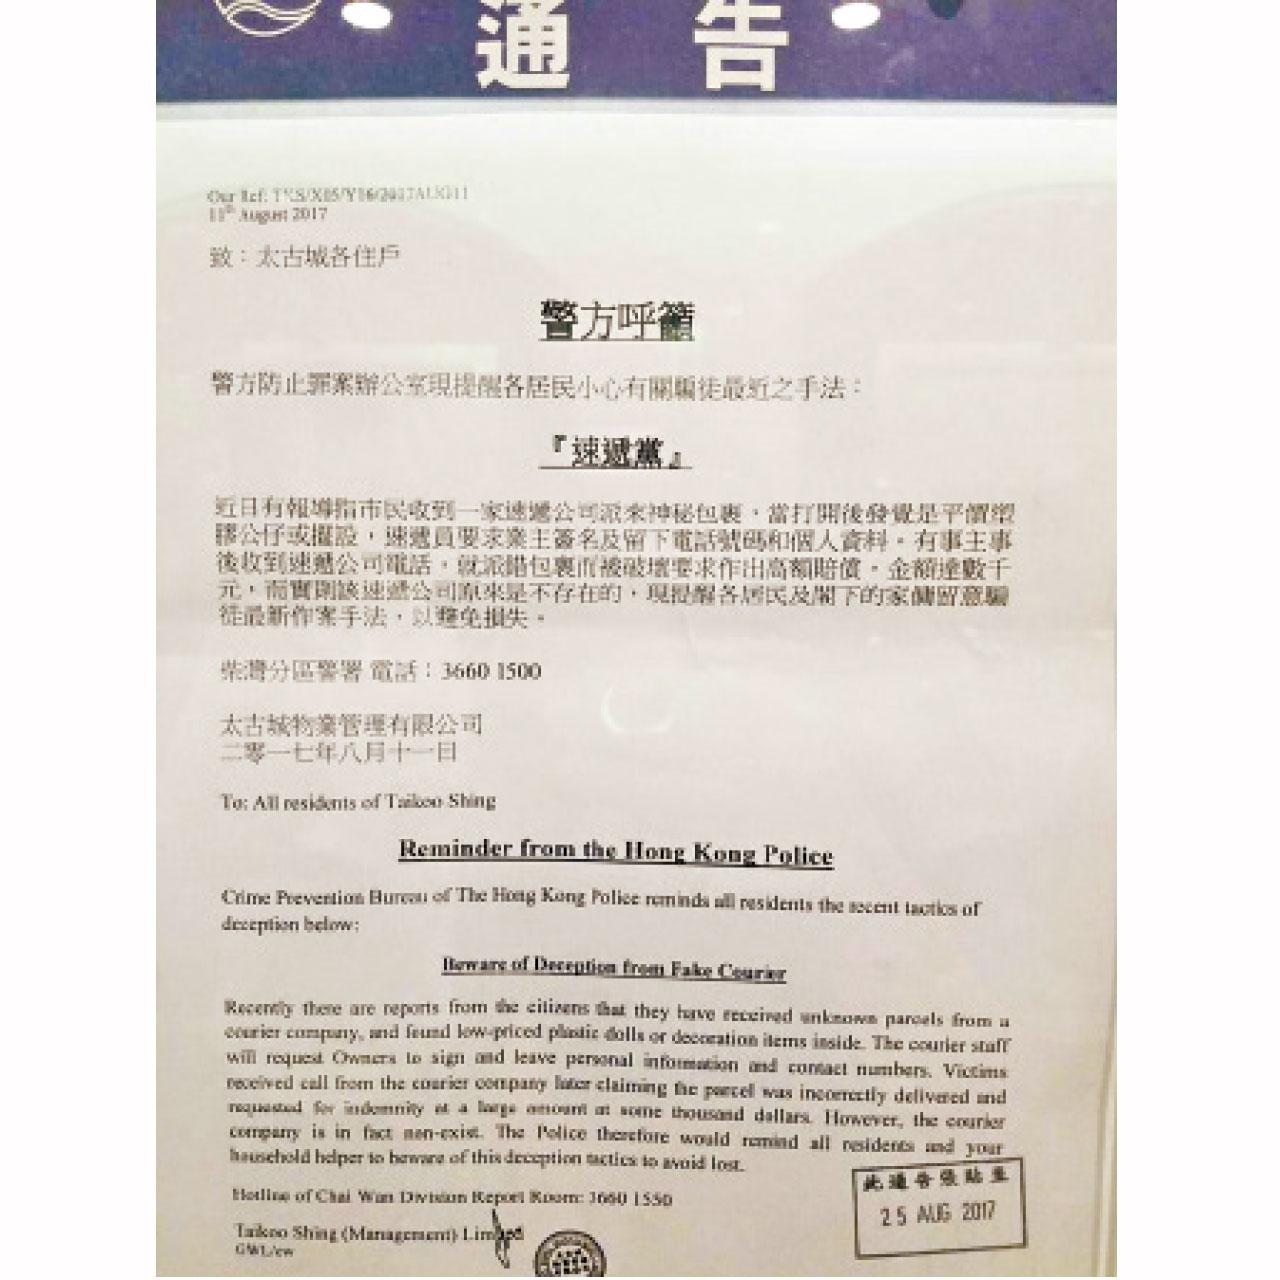 通告
Our Ref: TKS/X05/Y16/2017AUG11
11th August 2017
致：太古城各住戶
警方呼籲
警方防止罪案辦公室現提醒各居民小心有關騙徒最近之手法：
『速遞黨』
近日有報導指市民收到一家速遞公司派來神秘包裹，當打開後發覺是平價塑
膠公仔或擺設，速遞員要求業主簽名及留下電話號碼和個人資料。有事主事
後收到速遞公司電話，就派錯包裹而被破壞要求作出高額賠償，金額達數千
元，而實則該速遞公司原來是不存在的，現提醒各居民及閣下的家傭留意騙
徒最新作案手法，以避免損失。
柴灣分區警署 電話：3660 1500
太古城物業管理有限公司
二零一七年八月十一日
To: All residents of Taikoo Shing
Reminder from the Hong Kong Police
Crime Prevention Bureau of The Hong Kong Police reminds all residents the recent tactics of
deception below:
Beware of Deception from Fake Courier
Recently there are reports from the citizens that they have received unknown parcels from a
courier company, and found low-priced plastic dolls or decoration items inside. The courier staff
will request Owners to sign and leave personal information and contact numbers. Victims
received call from the courier company later claiming the parcel was incorrectly delivered and
requested for indemnity at a large amount at some thousand dollars. However, the courier
company is in fact non-exist. The Police therefore would remind all residents and your
household helper to beware of this deception tactics to avoid lost.
Hotline of Chai Wan Division Report Room: 3660 1550
Taikoo Shing (Management) Limited
GWL/cw
此通告張貼至
25 AUG 2017